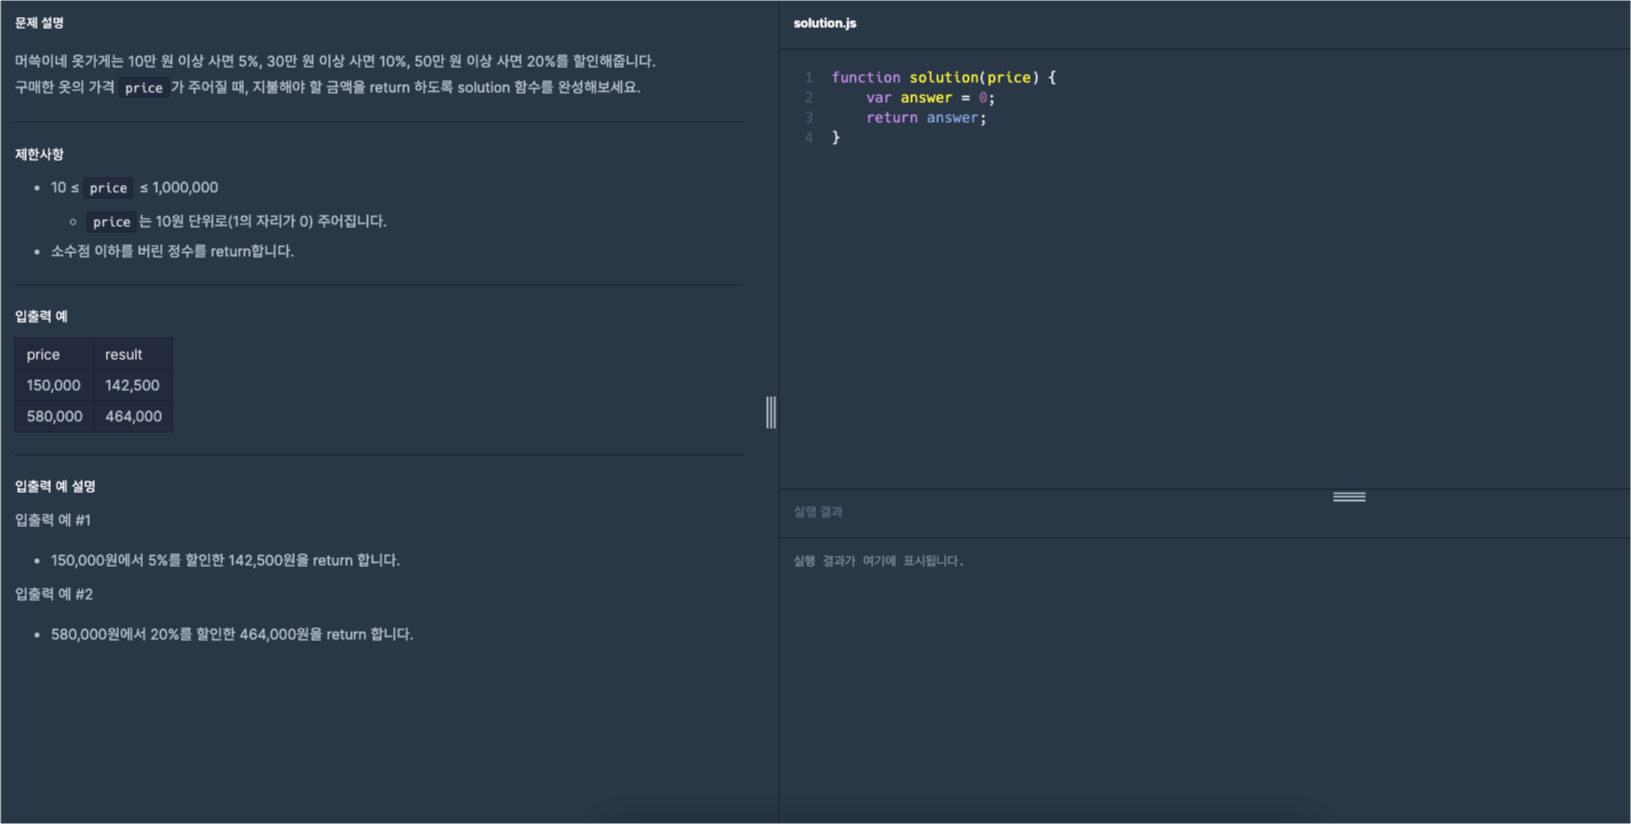 문제 설명
머쓱이네 옷가게는 10만 원 이상 사면 5%, 30만 원 이상 사면 10%, 50만 원 이상 사면 20%를 할인해줍니다.
구매한 옷의 가격 price 가 주어질 때, 지불해야 할 금액을 return 하도록 solution 함수를 완성해보세요.
제한사항
• 10 ≤ price ≤ 1,000,000
◦ price 는 10원 단위로(1의 자리가 0) 주어집니다.
• 소수점 이하를 버린 정수를 return합니다.
입출력 예
price result
150,000 142,500
580,000 464,000
입출력 예 설명
입출력 예 #1
• 150,000원에서 5%를 할인한 142,500원을 return 합니다.
입출력 예 #2
• 580,000원에서 20%를 할인한 464,000원을 return 합니다.
solution.js
1 function solution(price) {
2     var answer = 0;
3     return answer;
4 }
실행 결과
실행 결과가 여기에 표시됩니다.